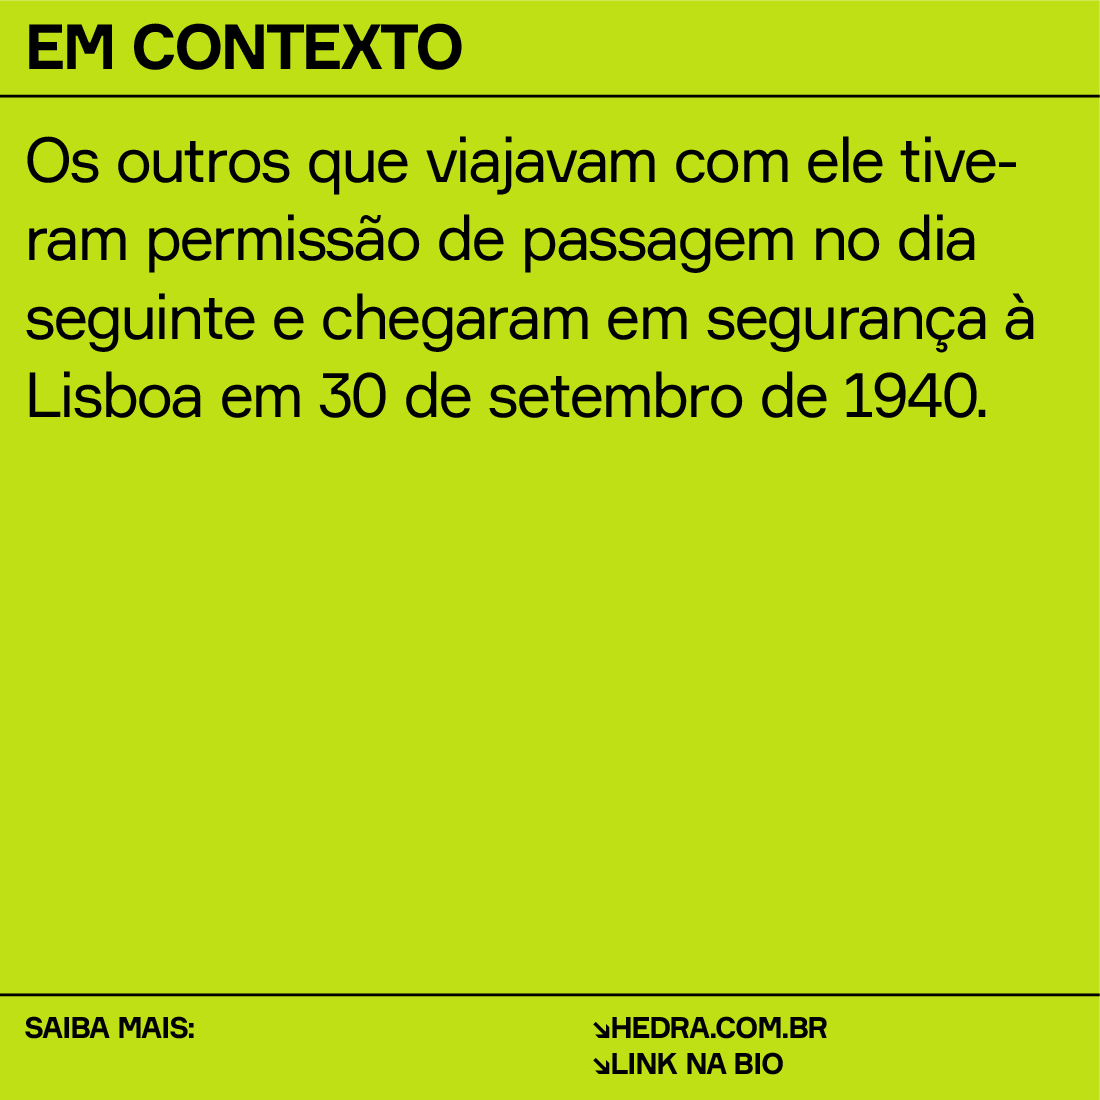 EM CONTEXTO
Os outros que viajavam com ele tive-
ram permissão de passagem no dia
seguinte e chegaram em segurança à
Lisboa em 30 de setembro de 1940.
SAIBA MAIS:
↘HEDRA.COM.BR
↘LINK NA BIO